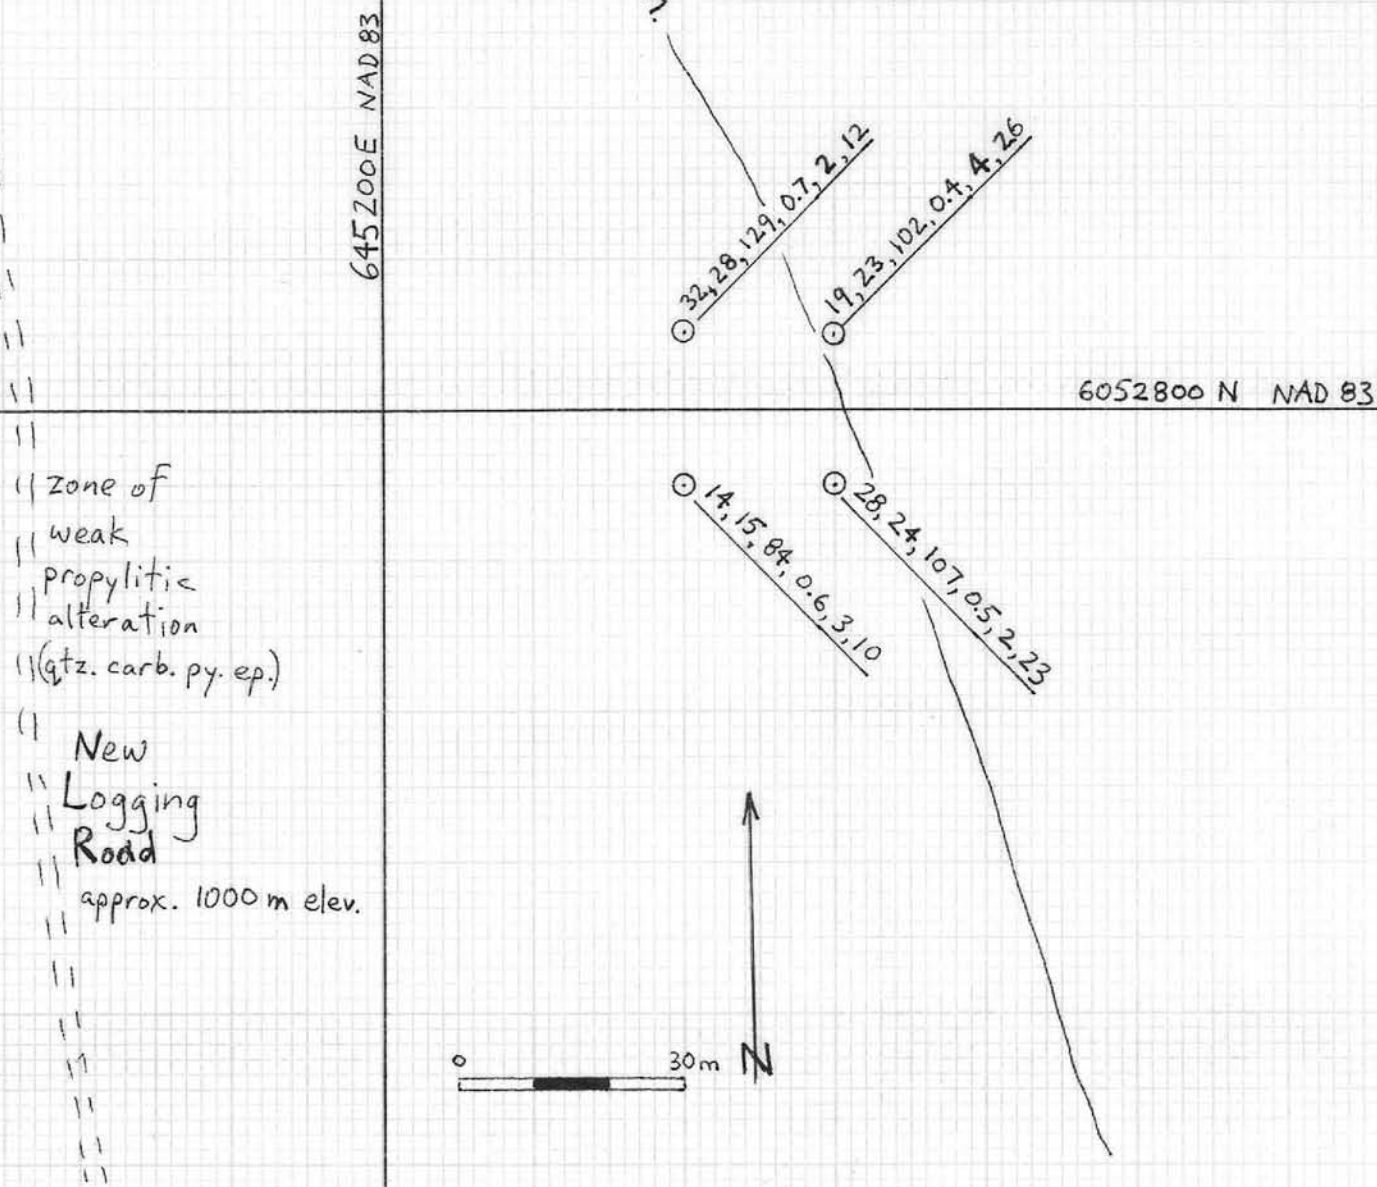 ?
645200E NAD 83
32, 28, 129, 0.7, 2, 12
19, 23, 102, 0.4, 4, 26
6052800 N NAD 83
14, 15, 84, 0.6, 3, 10
28, 24, 107, 0.5, 2, 23
zone of
weak
propylitic
alteration
(qtz. carb. py. ep.)
New
Logging
Road
approx. 1000 m elev.
0 30 m
N